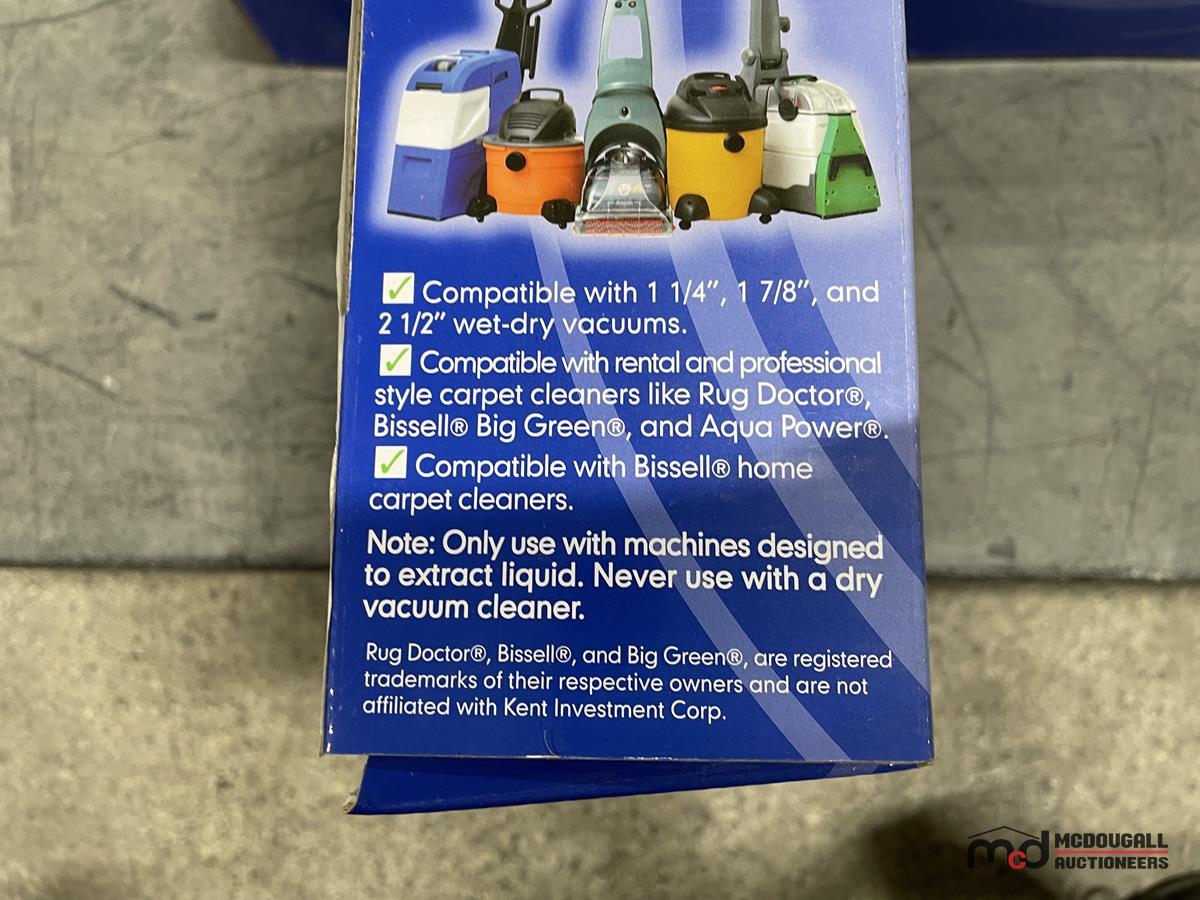 Compatible with 1 1/4”, 1 7/8”, and
2 1/2” wet-dry vacuums.
Compatible with rental and professional
style carpet cleaners like Rug Doctor®,
Bissell® Big Green®, and Aqua Power®.
Compatible with Bissell® home
carpet cleaners.
Note: Only use with machines designed
to extract liquid. Never use with a dry
vacuum cleaner.
Rug Doctor®, Bissell®, and Big Green®, are registered
trademarks of their respective owners and are not
affiliated with Kent Investment Corp.
mcd MCDOUGALL
AUCTIONEERS